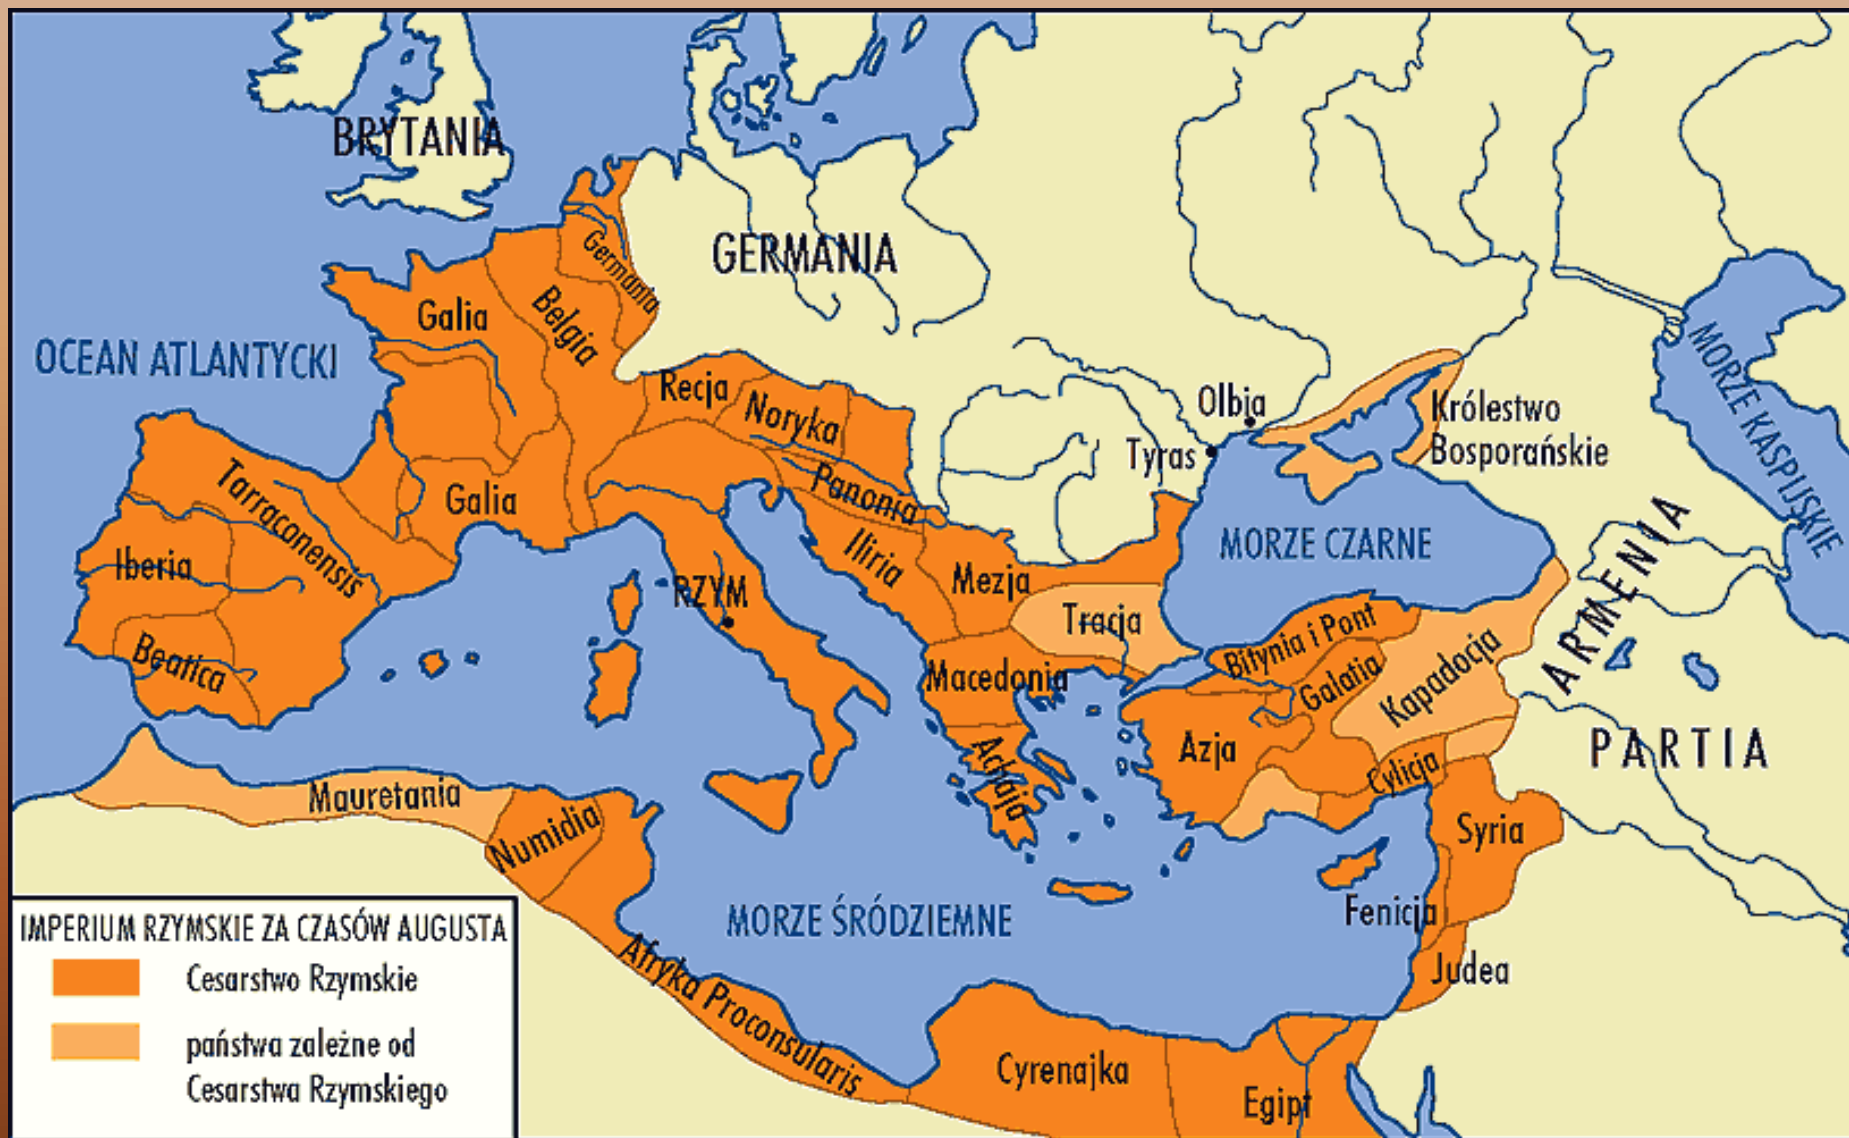 BRYTANIA
GERMANIA
Germania
Galia
Belgia
OCEAN ATLANTYCKI
MORZE KASPIJSKIE
Recja
Noryka
Olbia
Królestwo
Bosporańskie
Tyras
Tarraconensis
Galia
Panonia
MORZE CZARNE
ARMENIA
Iberia
Iliria
Mezja
RZYM
Tracja
Beatica
Bitynia i Pont
Macedonia
Galatia
Kapadocja
Azja
PARTIA
Achaja
Cylicja
Mauretania
Numidia
Syria
MORZE ŚRÓDZIEMNE
Fenicja
Judea
Afryka Proconsularis
Cyrenajka
Egipt
IMPERIUM RZYMSKIE ZA CZASÓW AUGUSTA
Cesarstwo Rzymskie
państwa zależne od
Cesarstwa Rzymskiego